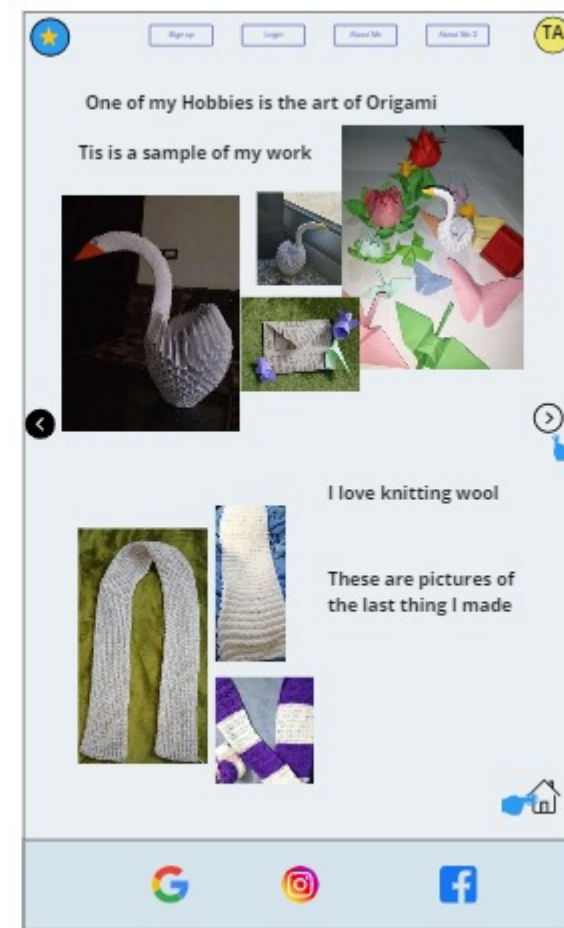 Sign up
Login
About Me
About Me 2
TA
One of my Hobbies is the art of Origami
Tis is a sample of my work
I love knitting wool
These are pictures of
the last thing I made